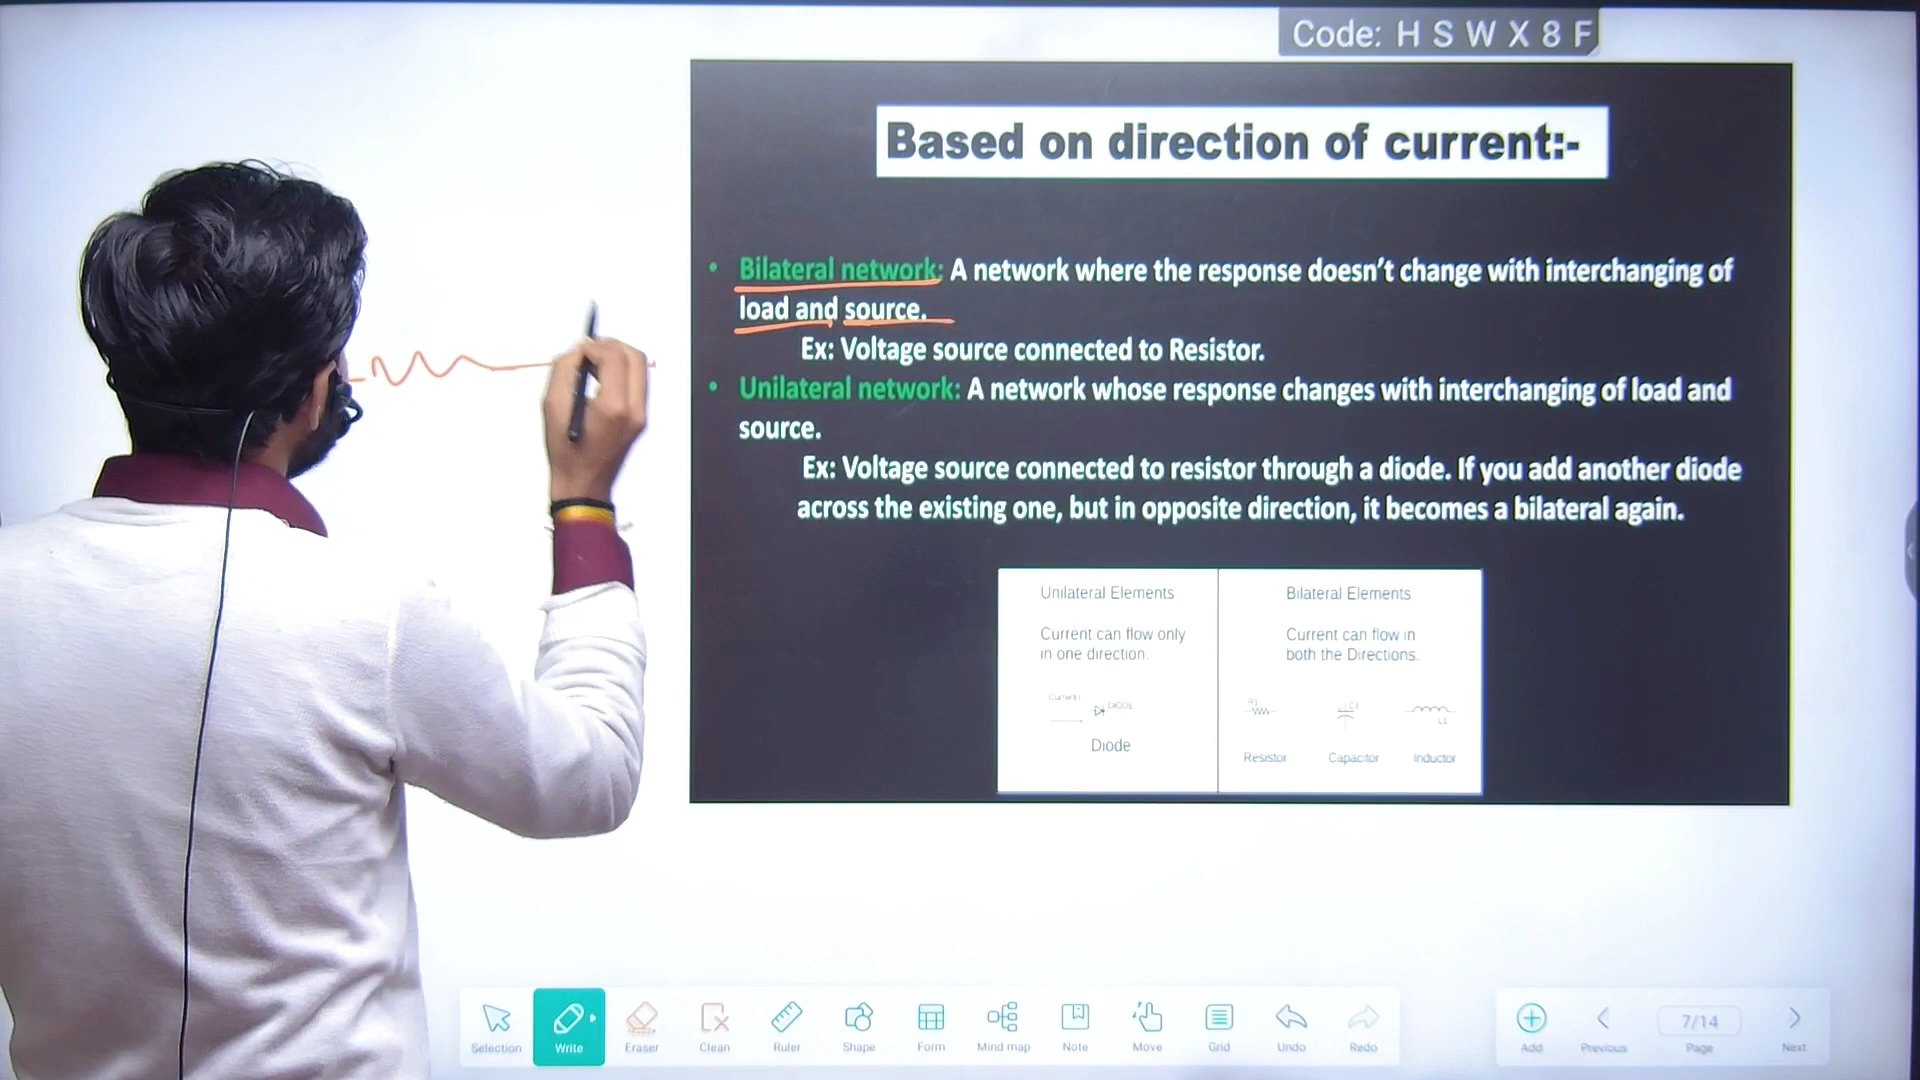 Code: H S W X 8 F
Based on direction of current:-
• Bilateral network: A network where the response doesn't change with interchanging of
load and source.
Ex: Voltage source connected to Resistor.
• Unilateral network: A network whose response changes with interchanging of load and
source.
Ex: Voltage source connected to resistor through a diode. If you add another diode
across the existing one, but in opposite direction, it becomes a bilateral again.
Unilateral Elements
Current can flow only
in one direction.
Current
DIODE
Diode
Bilateral Elements
Current can flow in
both the Directions.
R1
C1
L1
Resistor
Capacitor
Inductor
Selection
Write
Eraser
Clean
Ruler
Shape
Form
Mind map
Note
Move
Grid
Undo
Redo
Add
Previous
7/14
Page
Next